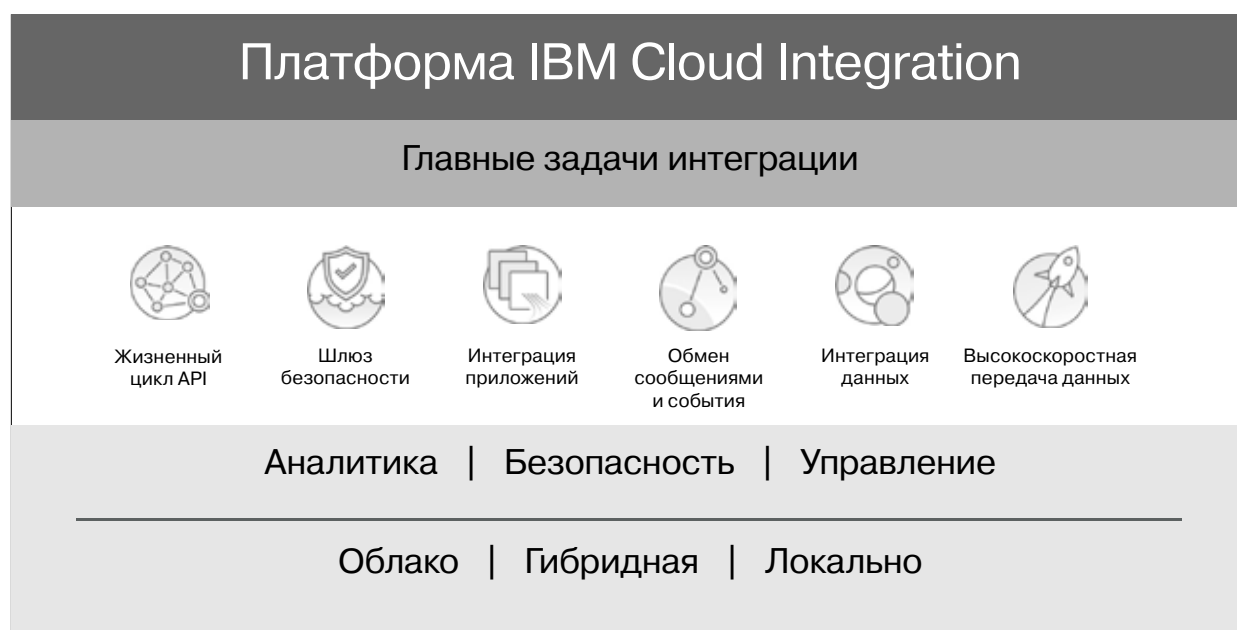 Платформа IBM Cloud Integration
Главные задачи интеграции
Жизненный
цикл API
Шлюз
безопасности
Интеграция
приложений
Обмен
сообщениями
и события
Интеграция
данных
Высокоскоростная
передача данных
Аналитика | Безопасность | Управление
Облако | Гибридная | Локально